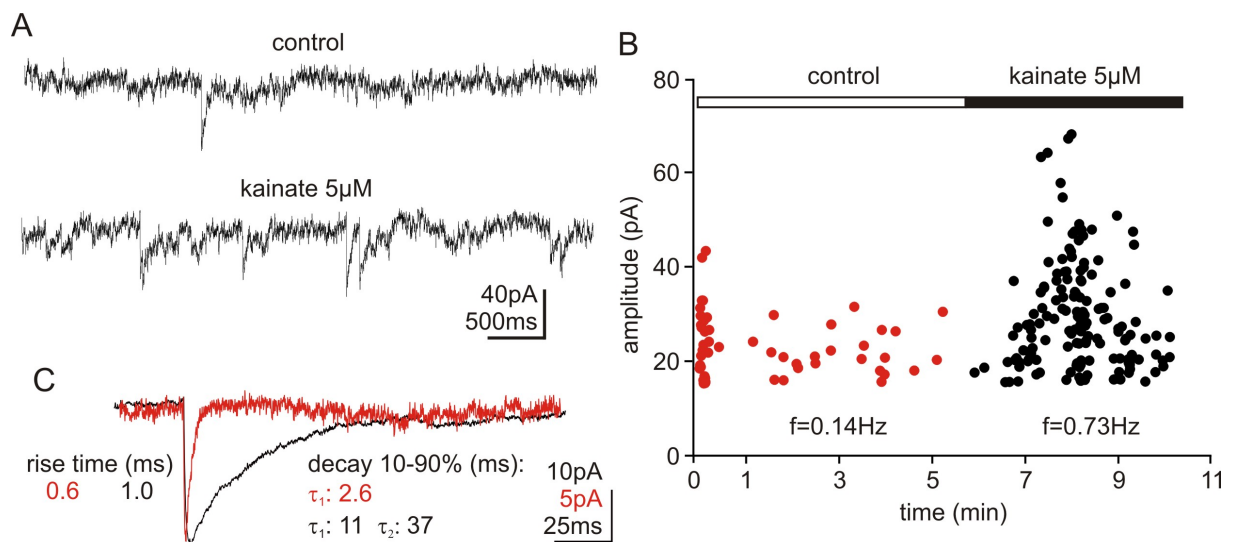 A
control
kainate 5µM
40pA
500ms
B
control kainate 5µM
amplitude (pA)
80
60
40
20
0
f=0.14Hz f=0.73Hz
0 1 3 5 7 9 11
time (min)
C
rise time (ms)
0.6 1.0
decay 10-90% (ms):
τ₁: 2.6
τ₁: 11 τ₂: 37
10pA
5pA
25ms